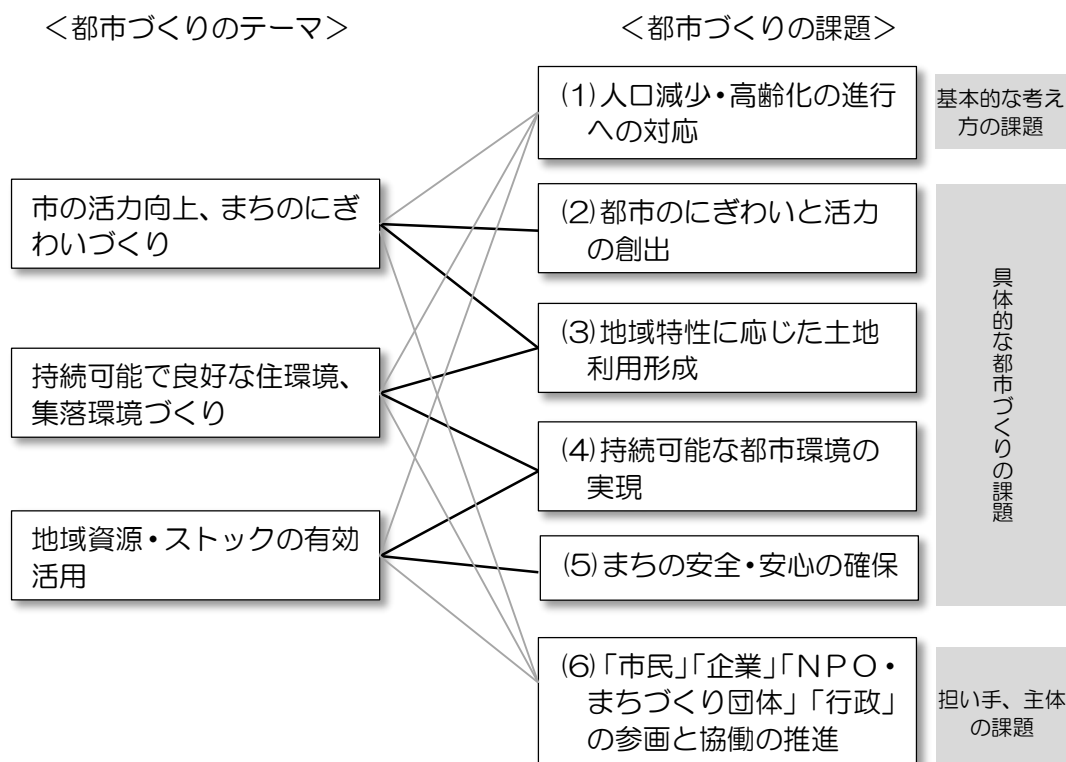 ＜都市づくりのテーマ＞
＜都市づくりの課題＞
市の活力向上、まちのにぎ
わいづくり
持続可能で良好な住環境、
集落環境づくり
地域資源・ストックの有効
活用
(1)人口減少・高齢化の進行
への対応
(2)都市のにぎわいと活力
の創出
(3)地域特性に応じた土地
利用形成
(4)持続可能な都市環境の
実現
(5)まちの安全・安心の確保
(6)「市民」「企業」「ＮＰＯ・
まちづくり団体」「行政」
の参画と協働の推進
基本的な考え
方の課題
具体的な都市づくりの課題
担い手、主体
の課題